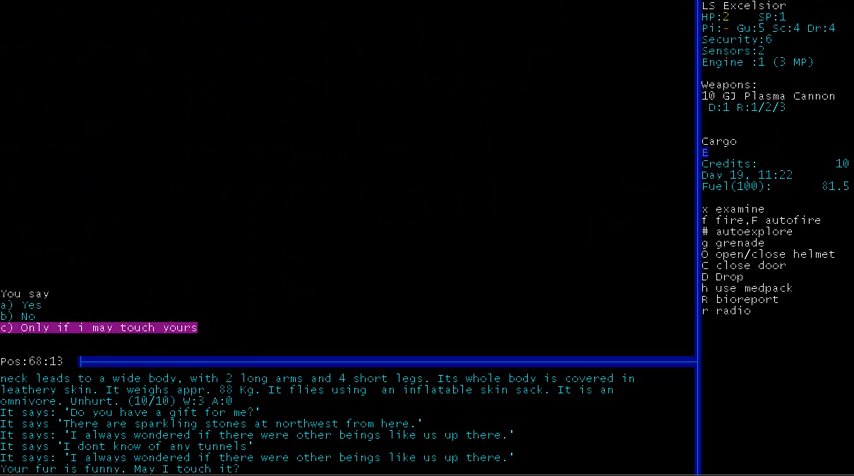 LS Excelsior
HP:2 SP:1
Pi:- Gu:5 Sc:4 Dr:4
Security:6
Sensors:2
Engine :1 (3 MP)
Weapons:
10 GJ Plasma Cannon
D:1 R:1/2/3
Cargo
E
Credits: 10
Day 19, 11:22
Fuel(100): 81.5
x examine
f fire,F autofire
# autoexplore
g grenade
O open/close helmet
C close door
D Drop
h use medpack
R bioreport
r radio
You say
a) Yes
b) No
c) Only if i may touch yours
Pos:68:13
neck leads to a wide body, with 2 long arms and 4 short legs. Its whole body is covered in
leathery skin. It weighs appr. 88 Kg. It flies using an inflatable skin sack. It is an
omnivore. Unhurt. (10/10) W:3 A:0
It says: 'Do you have a gift for me?'
It says 'There are sparkling stones at northwest from here.'
It says: 'I always wondered if there were other beings like us up there.'
It says 'I dont know of any tunnels'
It says: 'I always wondered if there were other beings like us up there.'
Your fur is funny. May I touch it?